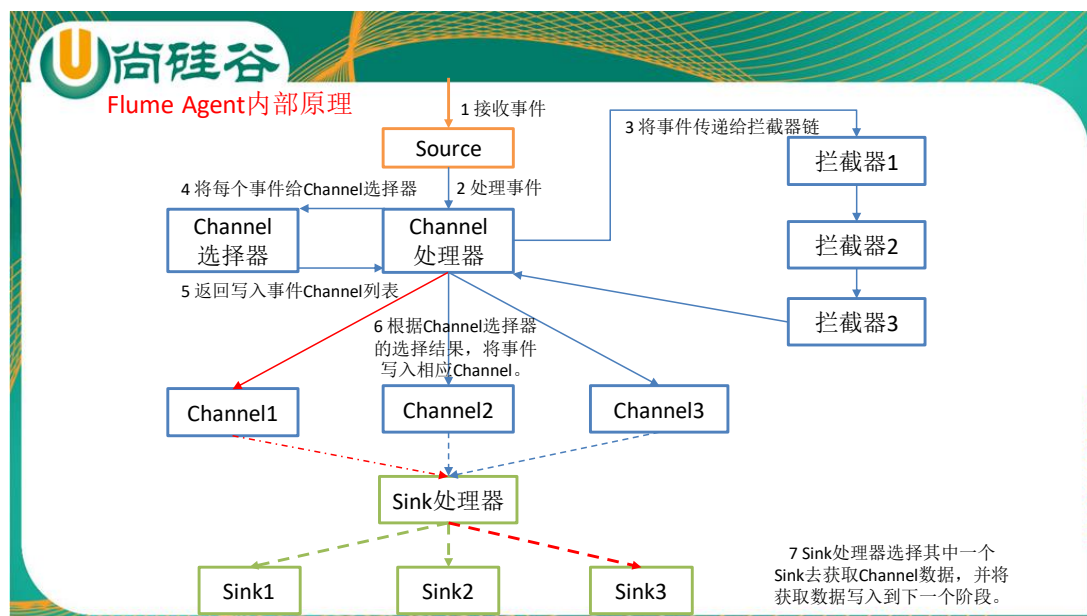 尚硅谷
Flume Agent内部原理
1 接收事件
Source
3 将事件传递给拦截器链
拦截器1
4 将每个事件给Channel选择器
2 处理事件
Channel
选择器
Channel
处理器
拦截器2
5 返回写入事件Channel列表
拦截器3
6 根据Channel选择器
的选择结果，将事件
写入相应Channel。
Channel1
Channel2
Channel3
Sink处理器
7 Sink处理器选择其中一个
Sink去获取Channel数据，并将
获取数据写入到下一个阶段。
Sink1
Sink2
Sink3